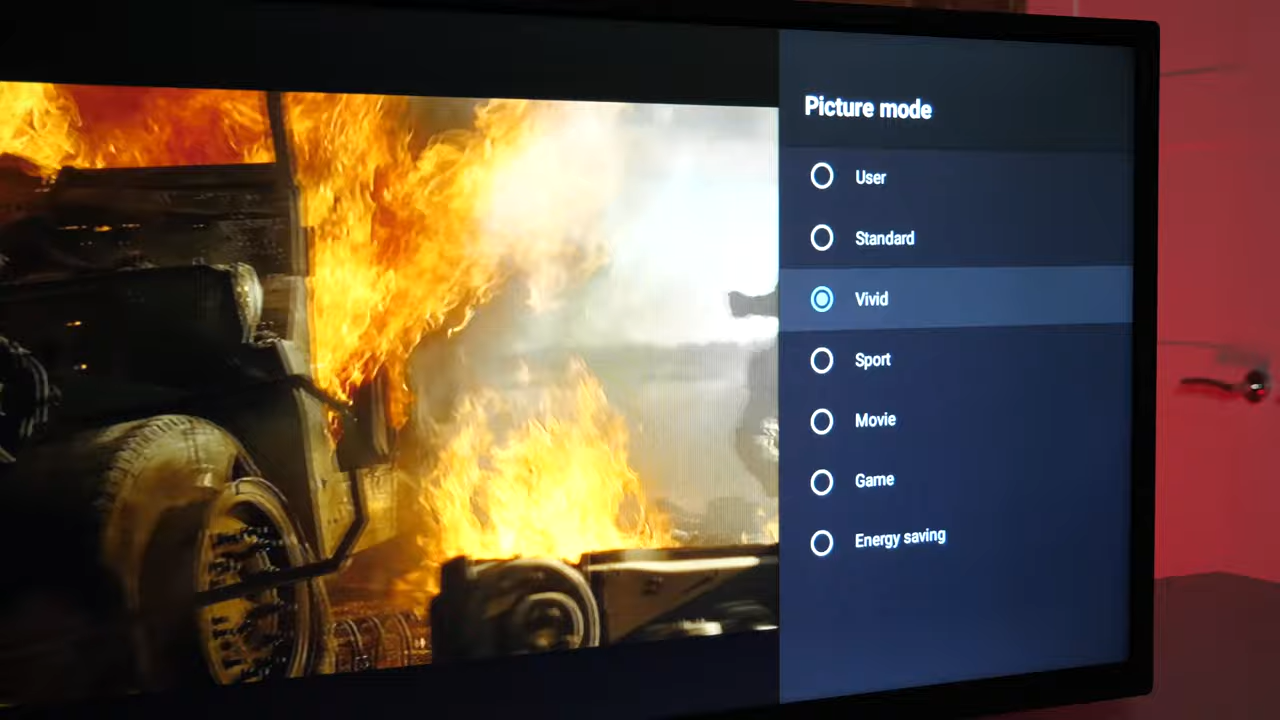 Picture mode
User
Standard
Vivid
Sport
Movie
Game
Energy saving